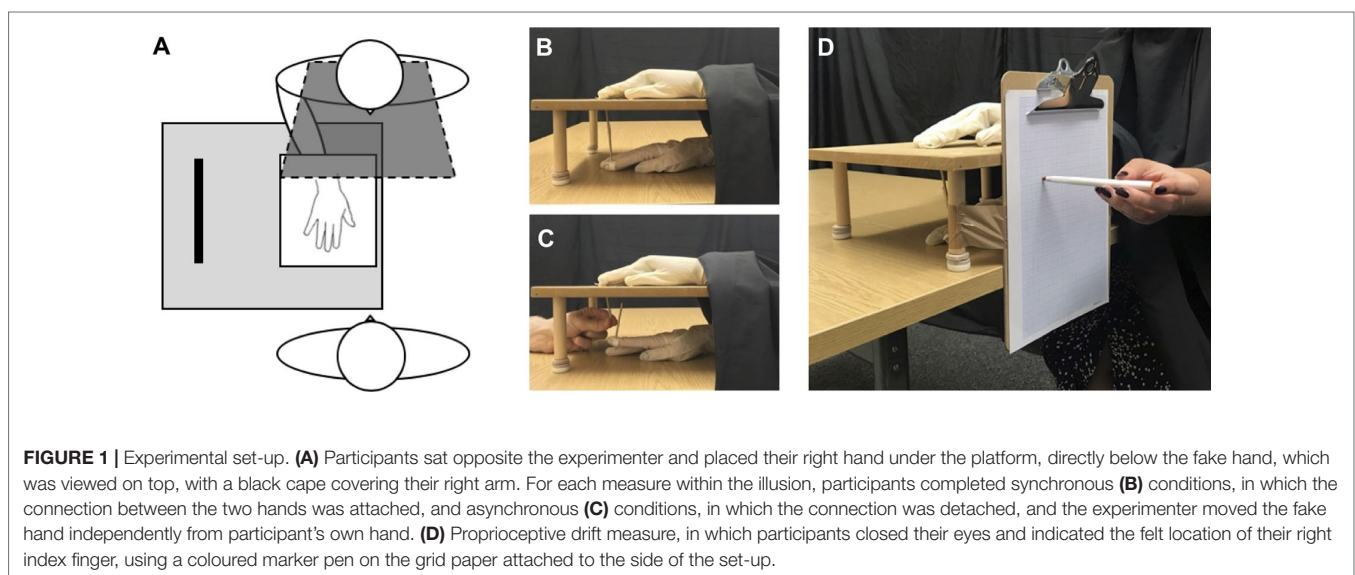 A
B
C
D
FIGURE 1 | Experimental set-up. (A) Participants sat opposite the experimenter and placed their right hand under the platform, directly below the fake hand, which
was viewed on top, with a black cape covering their right arm. For each measure within the illusion, participants completed synchronous (B) conditions, in which the
connection between the two hands was attached, and asynchronous (C) conditions, in which the connection was detached, and the experimenter moved the fake
hand independently from participant's own hand. (D) Proprioceptive drift measure, in which participants closed their eyes and indicated the felt location of their right
index finger, using a coloured marker pen on the grid paper attached to the side of the set-up.